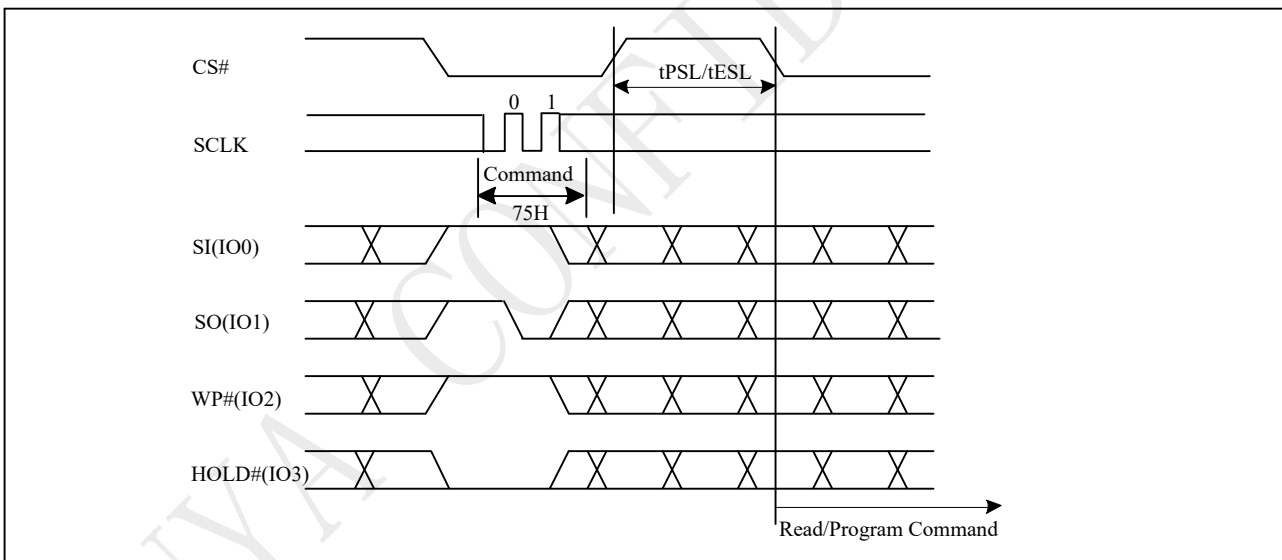 CS#
tPSL/tESL
0 1
SCLK
Command
75H
SI(IO0)
SO(IO1)
WP#(IO2)
HOLD#(IO3)
Read/Program Command